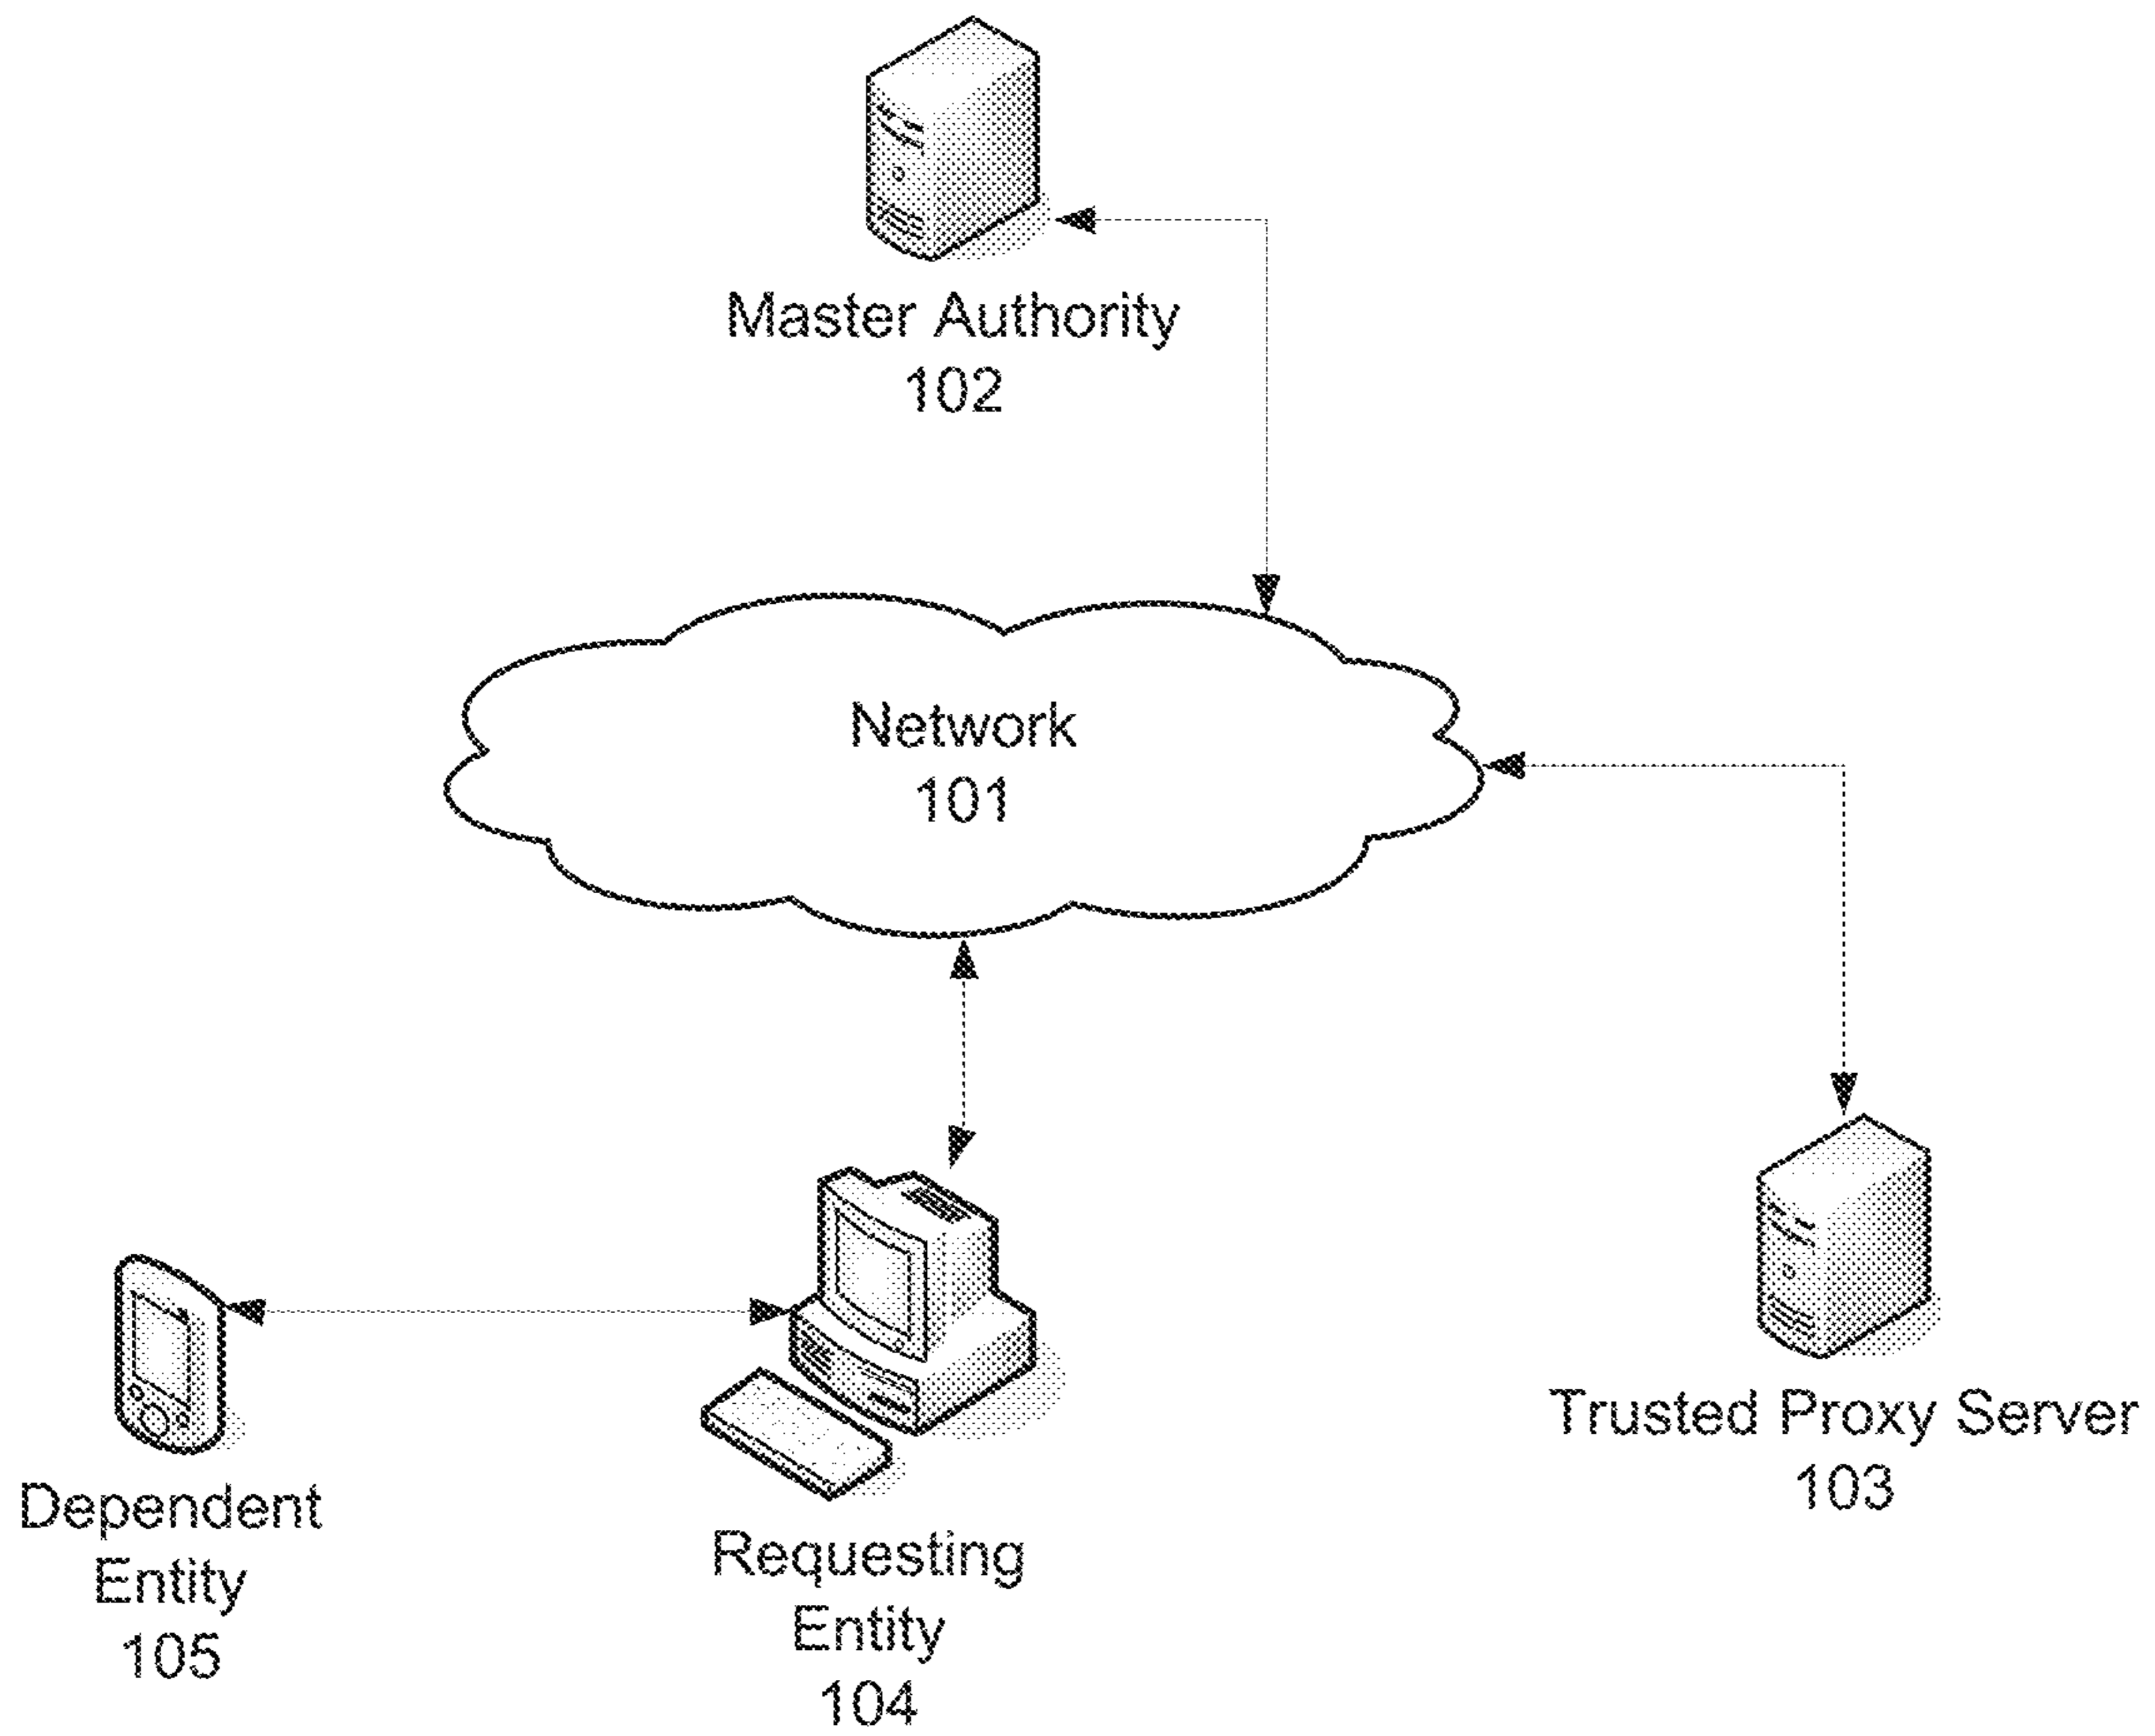 Master Authority
102
Network
101
Trusted Proxy Server
103
Dependent
Entity
105
Requesting
Entity
104